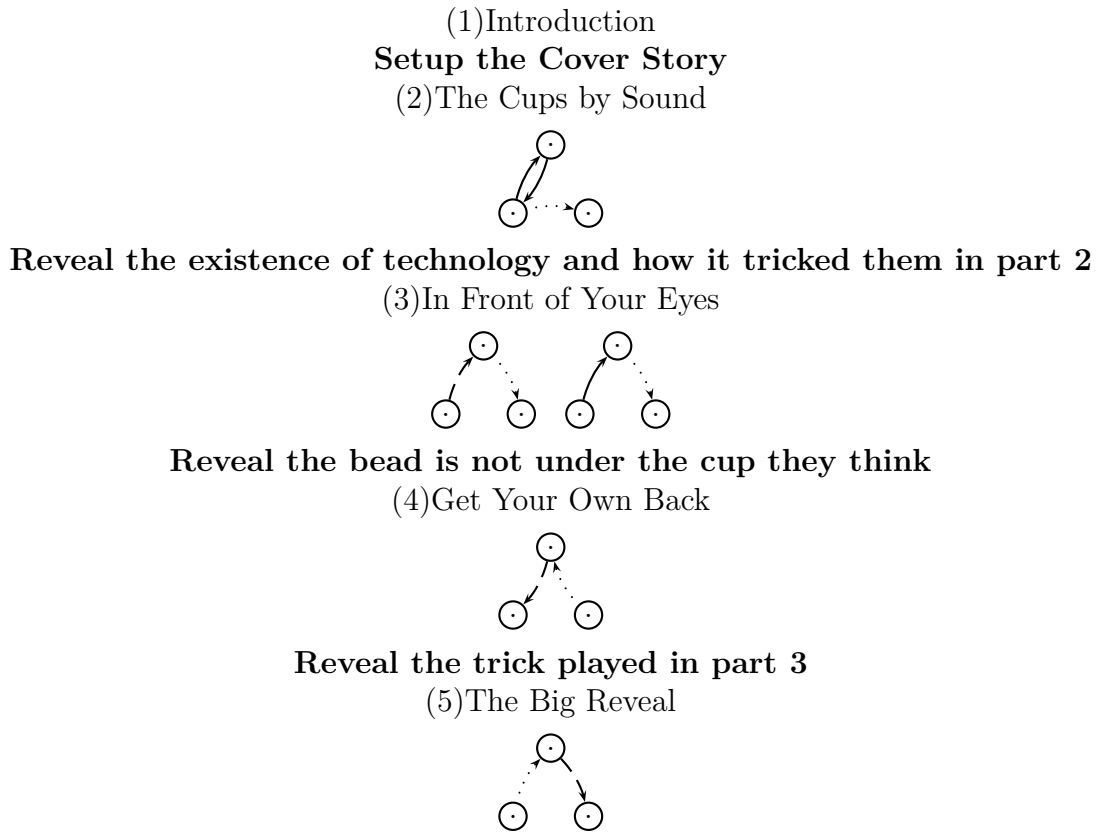 (1)Introduction
Setup the Cover Story
(2)The Cups by Sound
Reveal the existence of technology and how it tricked them in part 2
(3)In Front of Your Eyes
Reveal the bead is not under the cup they think
(4)Get Your Own Back
Reveal the trick played in part 3
(5)The Big Reveal